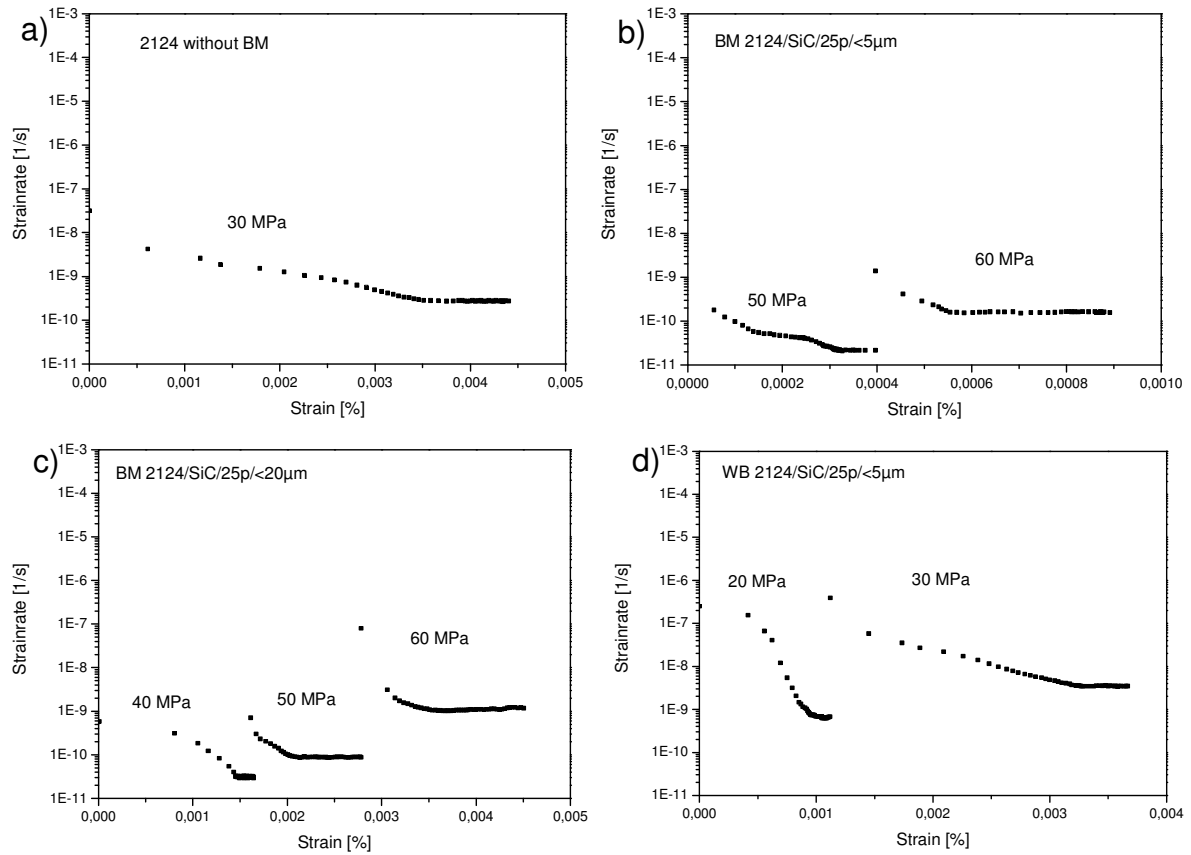 a)
2124 without BM
1E-3
1E-4
1E-5
1E-6
1E-7
1E-8
1E-9
1E-10
1E-11
Strainrate [1/s]
30 MPa
0,000 0,001 0,002 0,003 0,004 0,005
Strain [%]
b)
BM 2124/SiC/25p/<5µm
1E-3
1E-4
1E-5
1E-6
1E-7
1E-8
1E-9
1E-10
1E-11
Strainrate [1/s]
50 MPa
60 MPa
0,0000 0,0002 0,0004 0,0006 0,0008 0,0010
Strain [%]
c)
BM 2124/SiC/25p/<20µm
1E-3
1E-4
1E-5
1E-6
1E-7
1E-8
1E-9
1E-10
1E-11
Strainrate [1/s]
40 MPa
50 MPa
60 MPa
0,000 0,001 0,002 0,003 0,004 0,005
Strain [%]
d)
WB 2124/SiC/25p/<5µm
1E-3
1E-4
1E-5
1E-6
1E-7
1E-8
1E-9
1E-10
1E-11
Strainrate [1/s]
20 MPa
30 MPa
0,000 0,001 0,002 0,003 0,004
Strain [%]